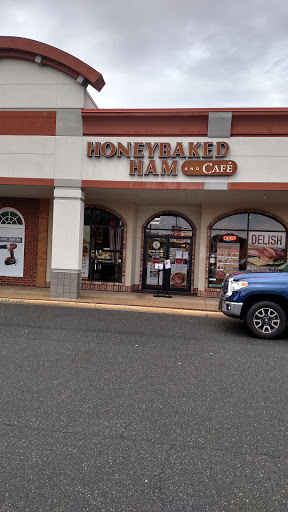 HONEYBAKED
HAM AND CAFÉ
OPEN
DELISH